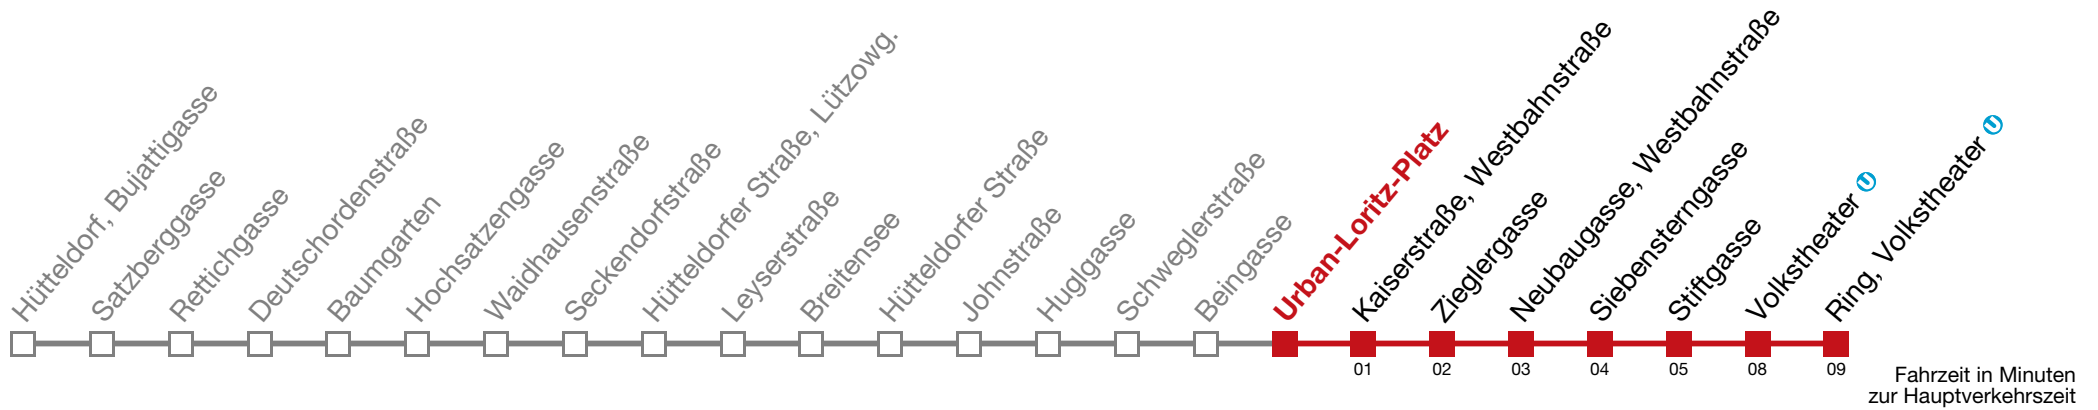 Hütteldorf, Bujattigasse
Satzberggasse
Rettichgasse
Deutschordenstraße
Baumgarten
Hochsatzengasse
Waidhausenstraße
Seckendorfstraße
Hütteldorfer Straße, Lützowg.
Leyserstraße
Breitensee
Hütteldorfer Straße
Johnstraße
Huglgasse
Schweglerstraße
Beingasse
Urban-Loritz-Platz
Kaiserstraße, Westbahnstraße
Zieglergasse
Neubaugasse, Westbahnstraße
Siebensterngasse
Stiftgasse
Volkstheater U
Ring, Volkstheater U
01 02 03 04 05 08 09
Fahrzeit in Minuten
zur Hauptverkehrszeit